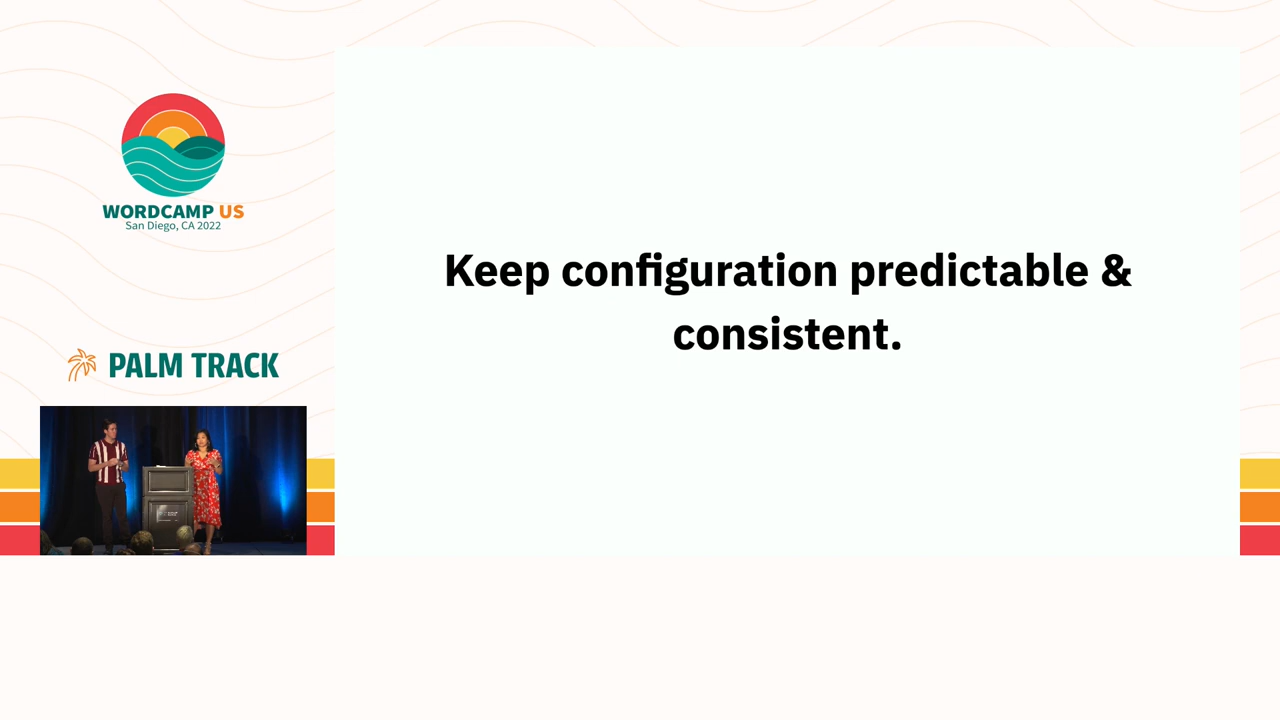 WORDCAMP US
San Diego, CA 2022
PALM TRACK
Keep configuration predictable &
consistent.